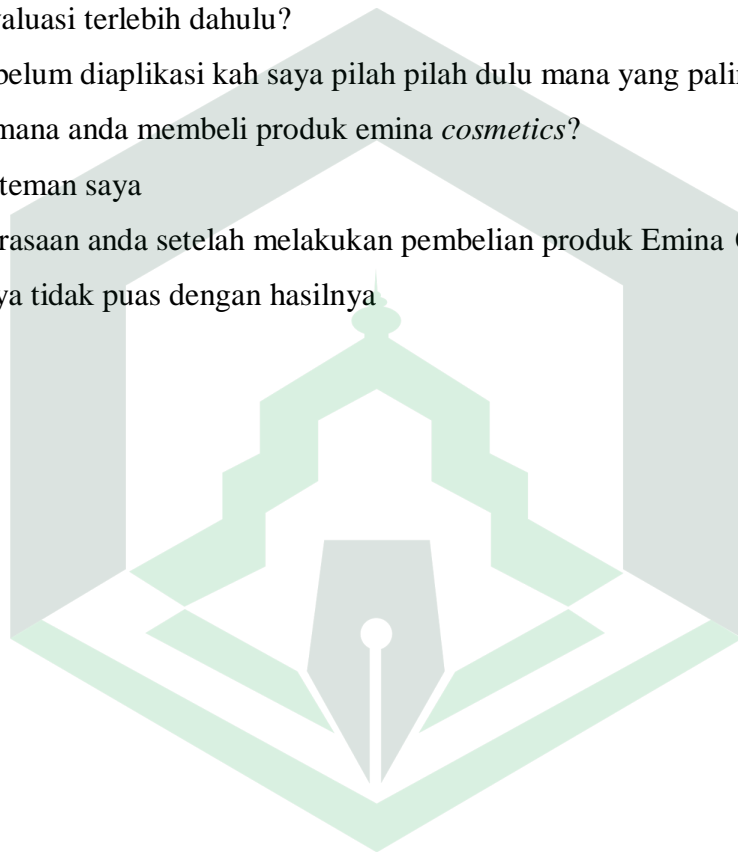 valuasi terlebih dahulu?
belum diaplikasi kah saya pilah pilah dulu mana yang
mana anda membeli produk emina cosmetics?
teman saya
rasaan anda setelah melakukan pembelian produk Emina
ya tidak puas dengan hasilnya